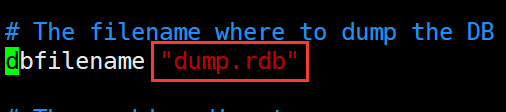 # The filename where to dump the DB
dbfilename "dump.rdb"